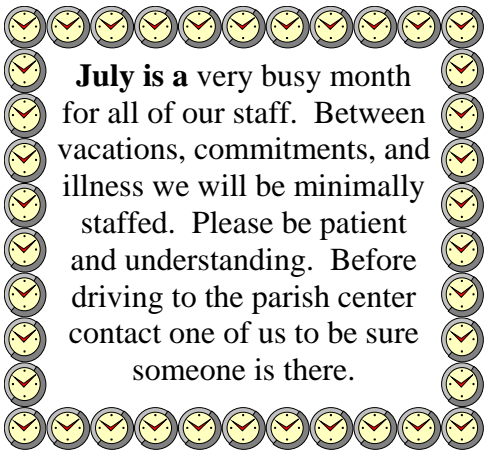 July is a very busy month
for all of our staff.  Between
vacations, commitments, and
illness we will be minimally
staffed.  Please be patient
and understanding.  Before
driving to the parish center
contact one of us to be sure
someone is there.